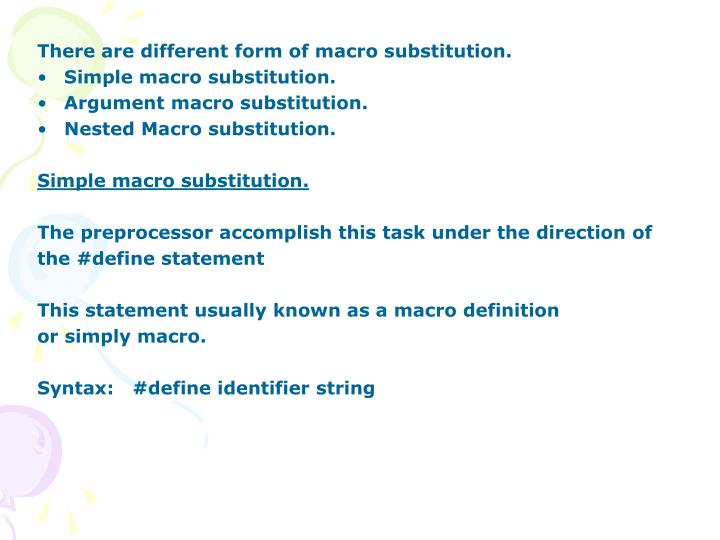 There are different form of macro substitution.
• Simple macro substitution.
• Argument macro substitution.
• Nested Macro substitution.
Simple macro substitution.
The preprocessor accomplish this task under the direction of
the #define statement
This statement usually known as a macro definition
or simply macro.
Syntax: #define identifier string